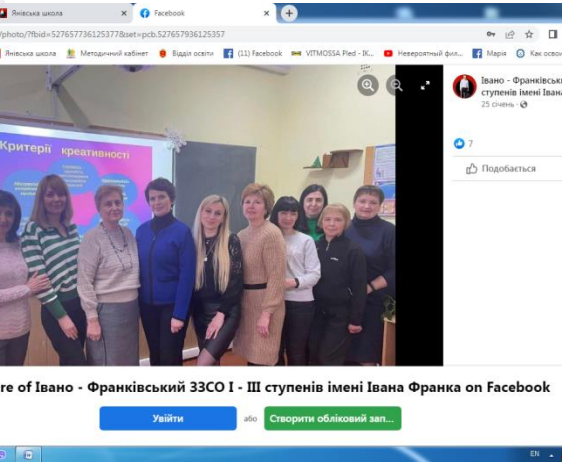 Янівська школа
Facebook
/photo/?fbid=527657736125377&set=pcb.527657936125357
Янівська школа
Методичний кабінет
Відділ освіти
(11) Facebook
VITMOSSA Pled - IK...
Невероятный фил...
Марія
Как освои
Івано - Франківськ
ступенів імені Івана
25 січень
7
Подобається
Критерії креативності
re of Івано - Франківський ЗЗСО І - ІІІ ступенів імені Івана Франка on Facebook
Увійти
або
Створити обліковий зап...
EN